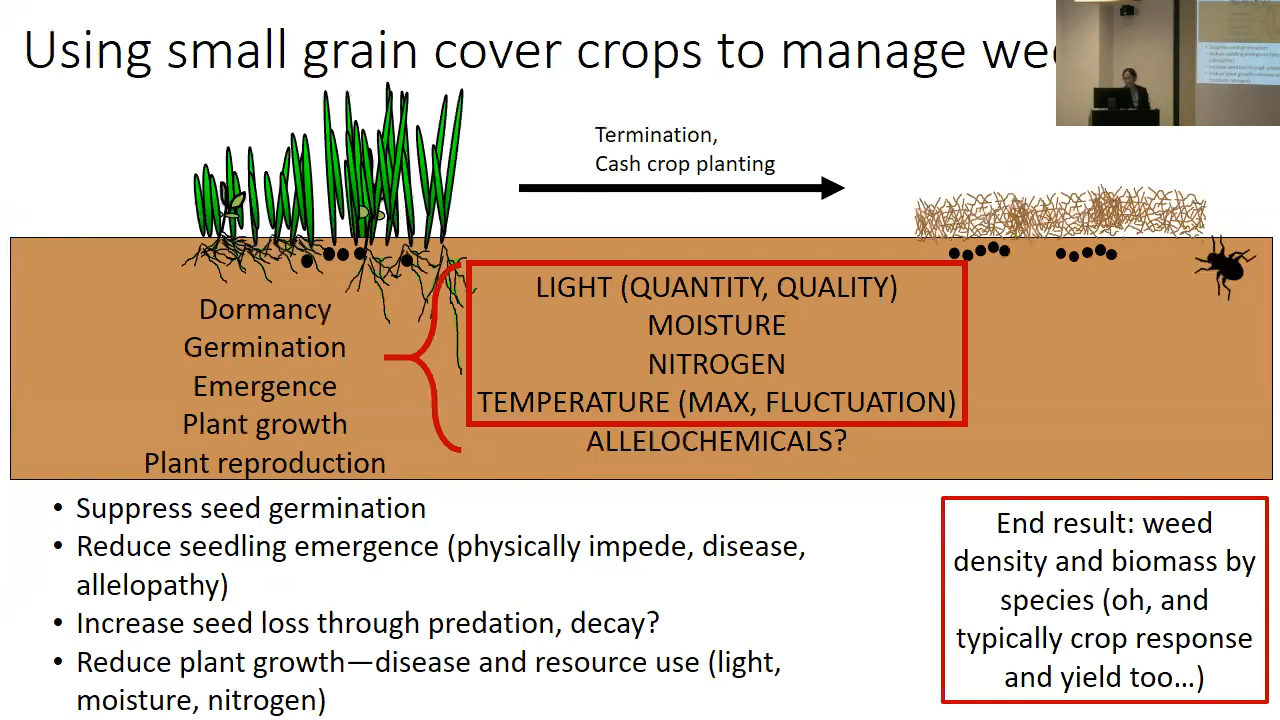 Using small grain cover crops to manage
Termination,
Cash crop planting
LIGHT (QUANTITY, QUALITY)
MOISTURE
NITROGEN
TEMPERATURE (MAX, FLUCTUATION)
ALLELOCHEMICALS?
Dormancy
Germination
Emergence
Plant growth
Plant reproduction
• Suppress seed germination
• Reduce seedling emergence (physically impede, disease,
allelopathy)
• Increase seed loss through predation, decay?
• Reduce plant growth—disease and resource use (light,
moisture, nitrogen)
End result: weed
density and biomass by
species (oh, and
typically crop response
and yield too…)